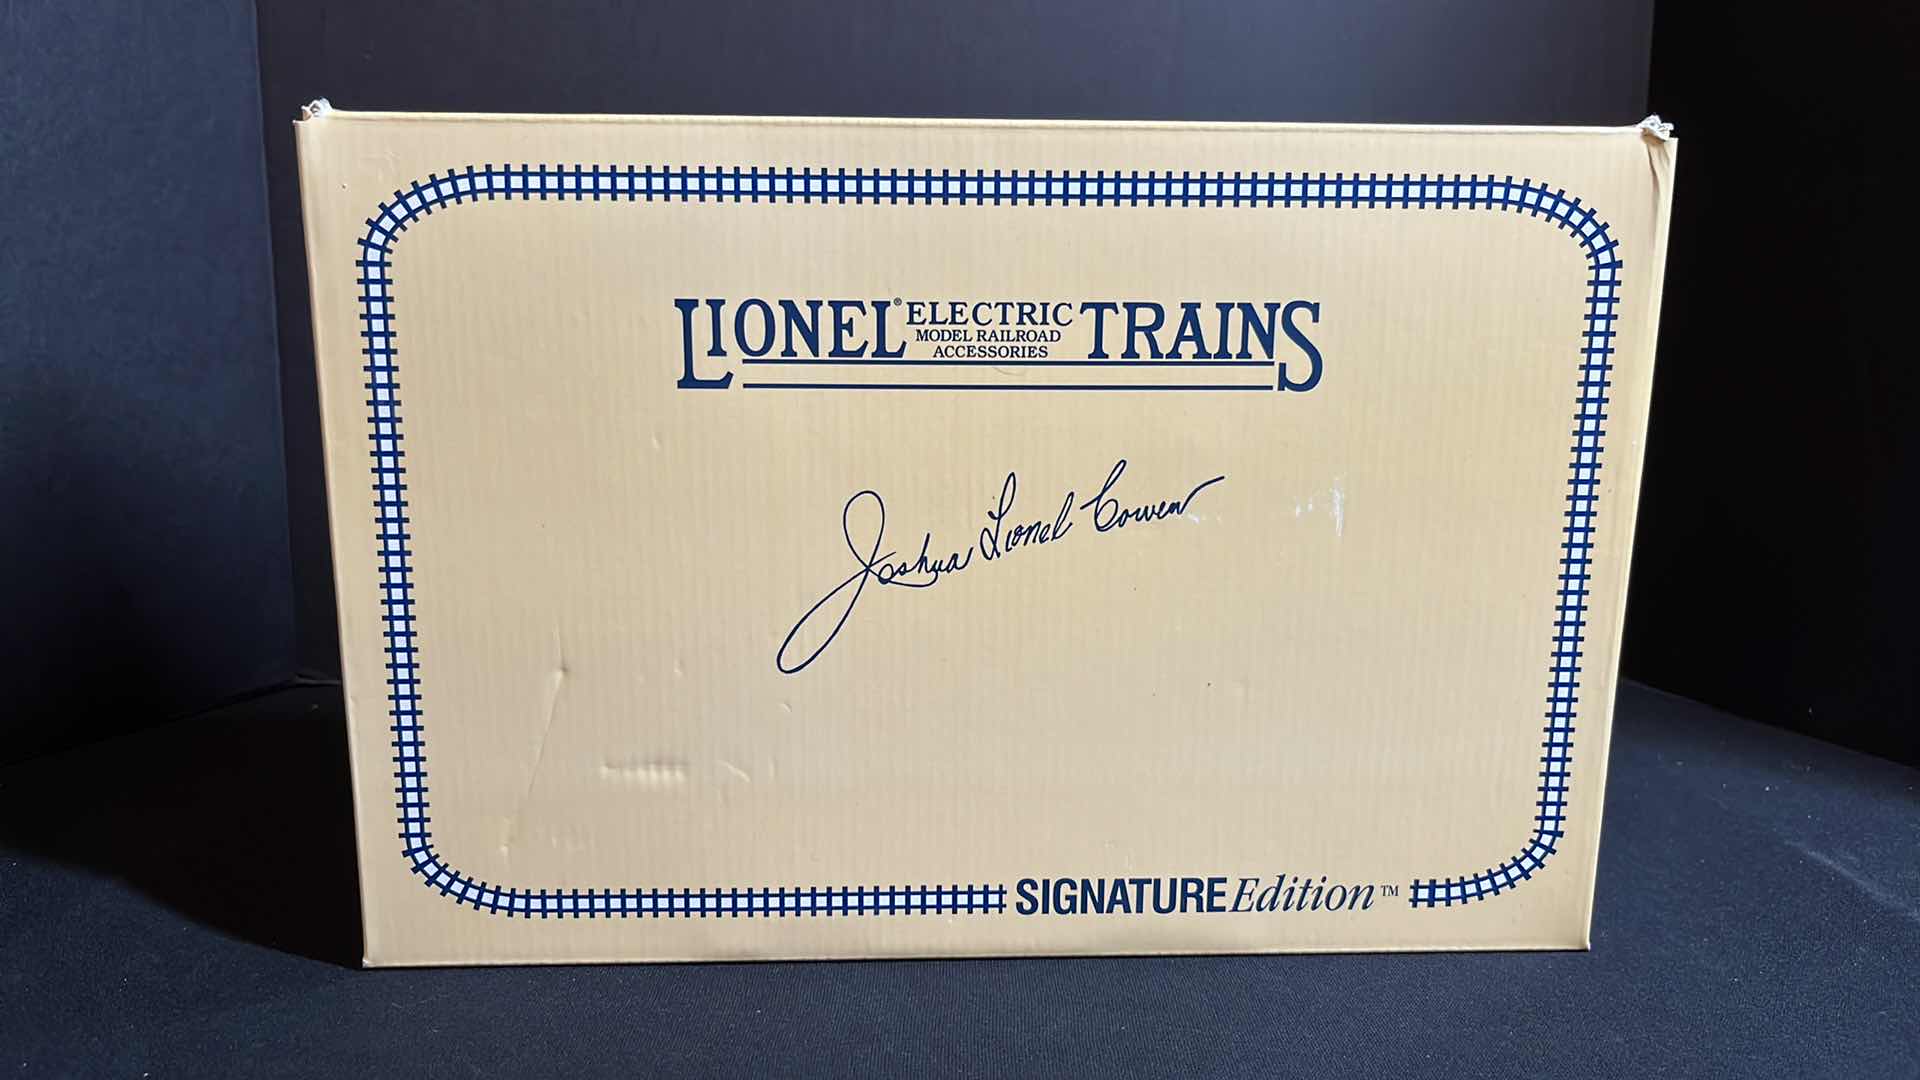 LIONEL® ELECTRIC TRAINS
MODEL RAILROAD
ACCESSORIES
Joshua Lionel Cowen
SIGNATURE Edition™